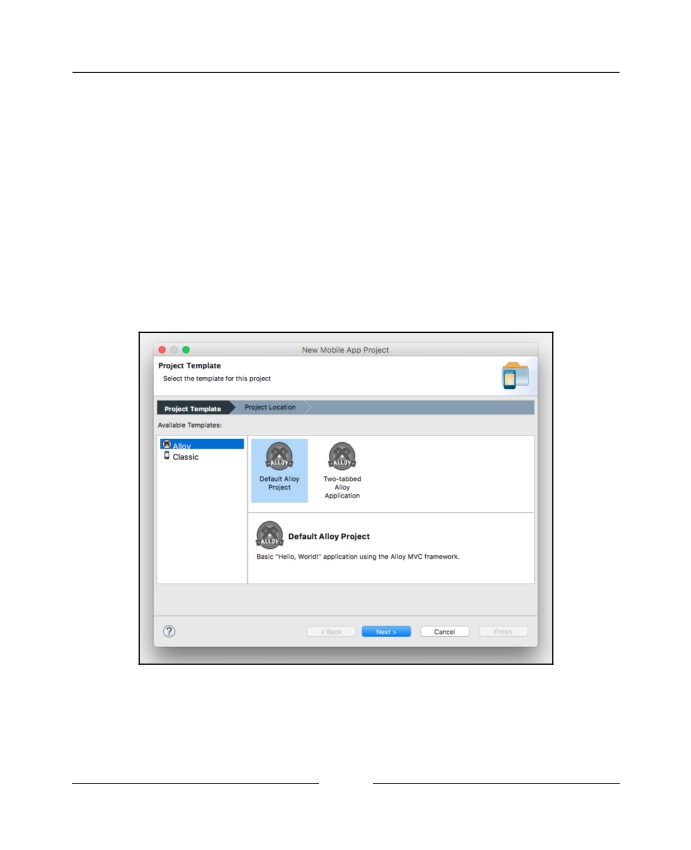 New Mobile App Project
Project Template
Select the template for this project
Project Template
Project Location
Available Templates:
Alloy
Classic
ALLOY
Default Alloy
Project
ALLOY
Two-tabbed
Alloy
Application
ALLOY
Default Alloy Project
Basic "Hello, World!" application using the Alloy MVC framework.
?
< Back
Next >
Cancel
Finish